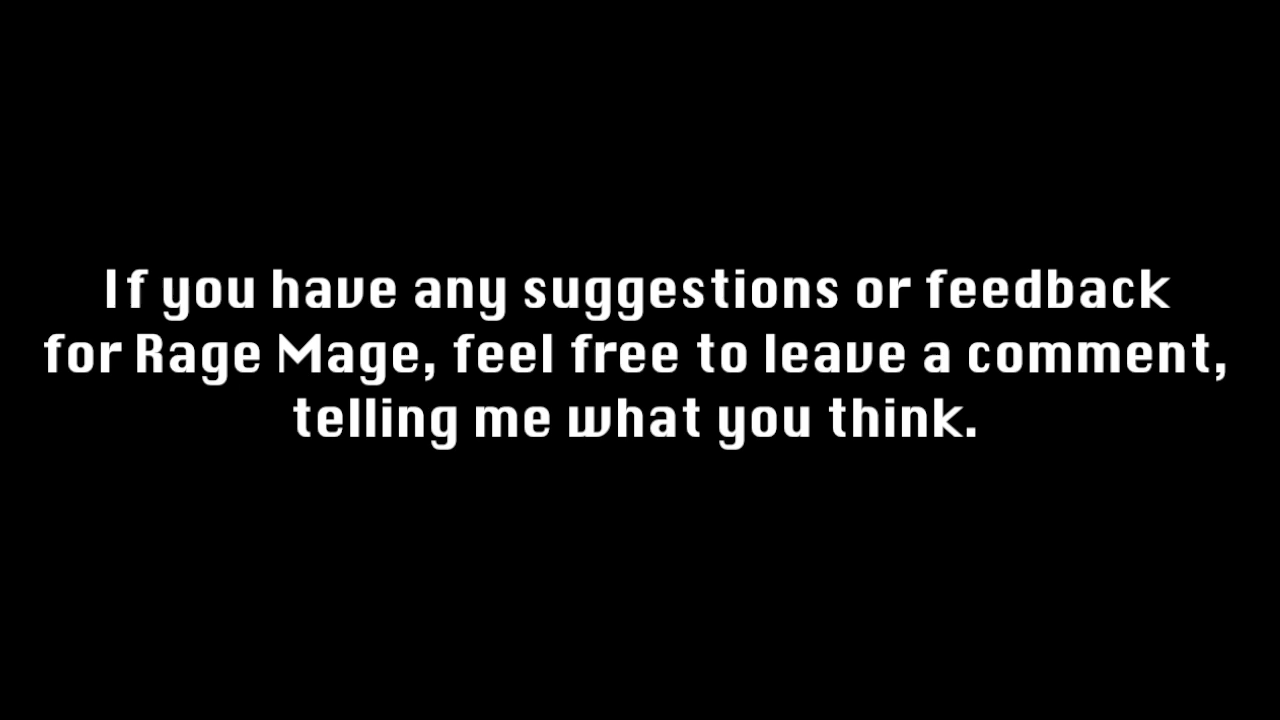 If you have any suggestions or feedback
for Rage Mage, feel free to leave a comment,
telling me what you think.